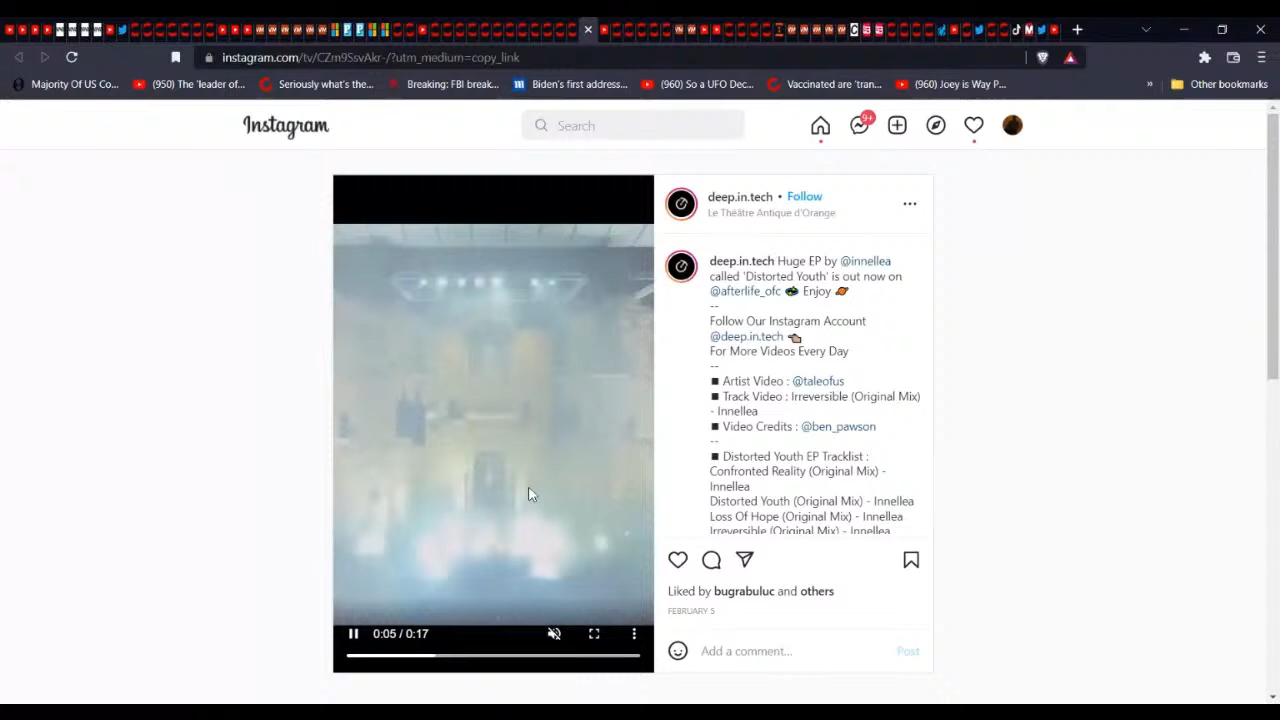 instagram.com/tv/CZm9SsvAkr-/?utm_medium=copy_link
Majority Of US Co...
(950) The 'leader of...
Seriously what's the...
Breaking: FBI break...
Biden's first address...
(960) So a UFO Dec...
Vaccinated are 'tran...
(960) Joey is Way P...
»
Other bookmarks
Instagram
Search
9+
deep.in.tech • Follow
Le Théâtre Antique d'Orange
deep.in.tech Huge EP by @innellea
called 'Distorted Youth' is out now on
@afterlife_ofc 🛸 Enjoy 🪐
--
Follow Our Instagram Account
@deep.in.tech 👈🏽
For More Videos Every Day
--
◾ Artist Video : @taleofus
◾ Track Video : Irreversible (Original Mix)
- Innellea
◾ Video Credits : @ben_pawson
--
◾ Distorted Youth EP Tracklist :
Confronted Reality (Original Mix) -
Innellea
Distorted Youth (Original Mix) - Innellea
Loss Of Hope (Original Mix) - Innellea
Irreversible (Original Mix) - Innellea
0:05 / 0:17
Liked by bugrabuluc and others
FEBRUARY 5
Add a comment...
Post